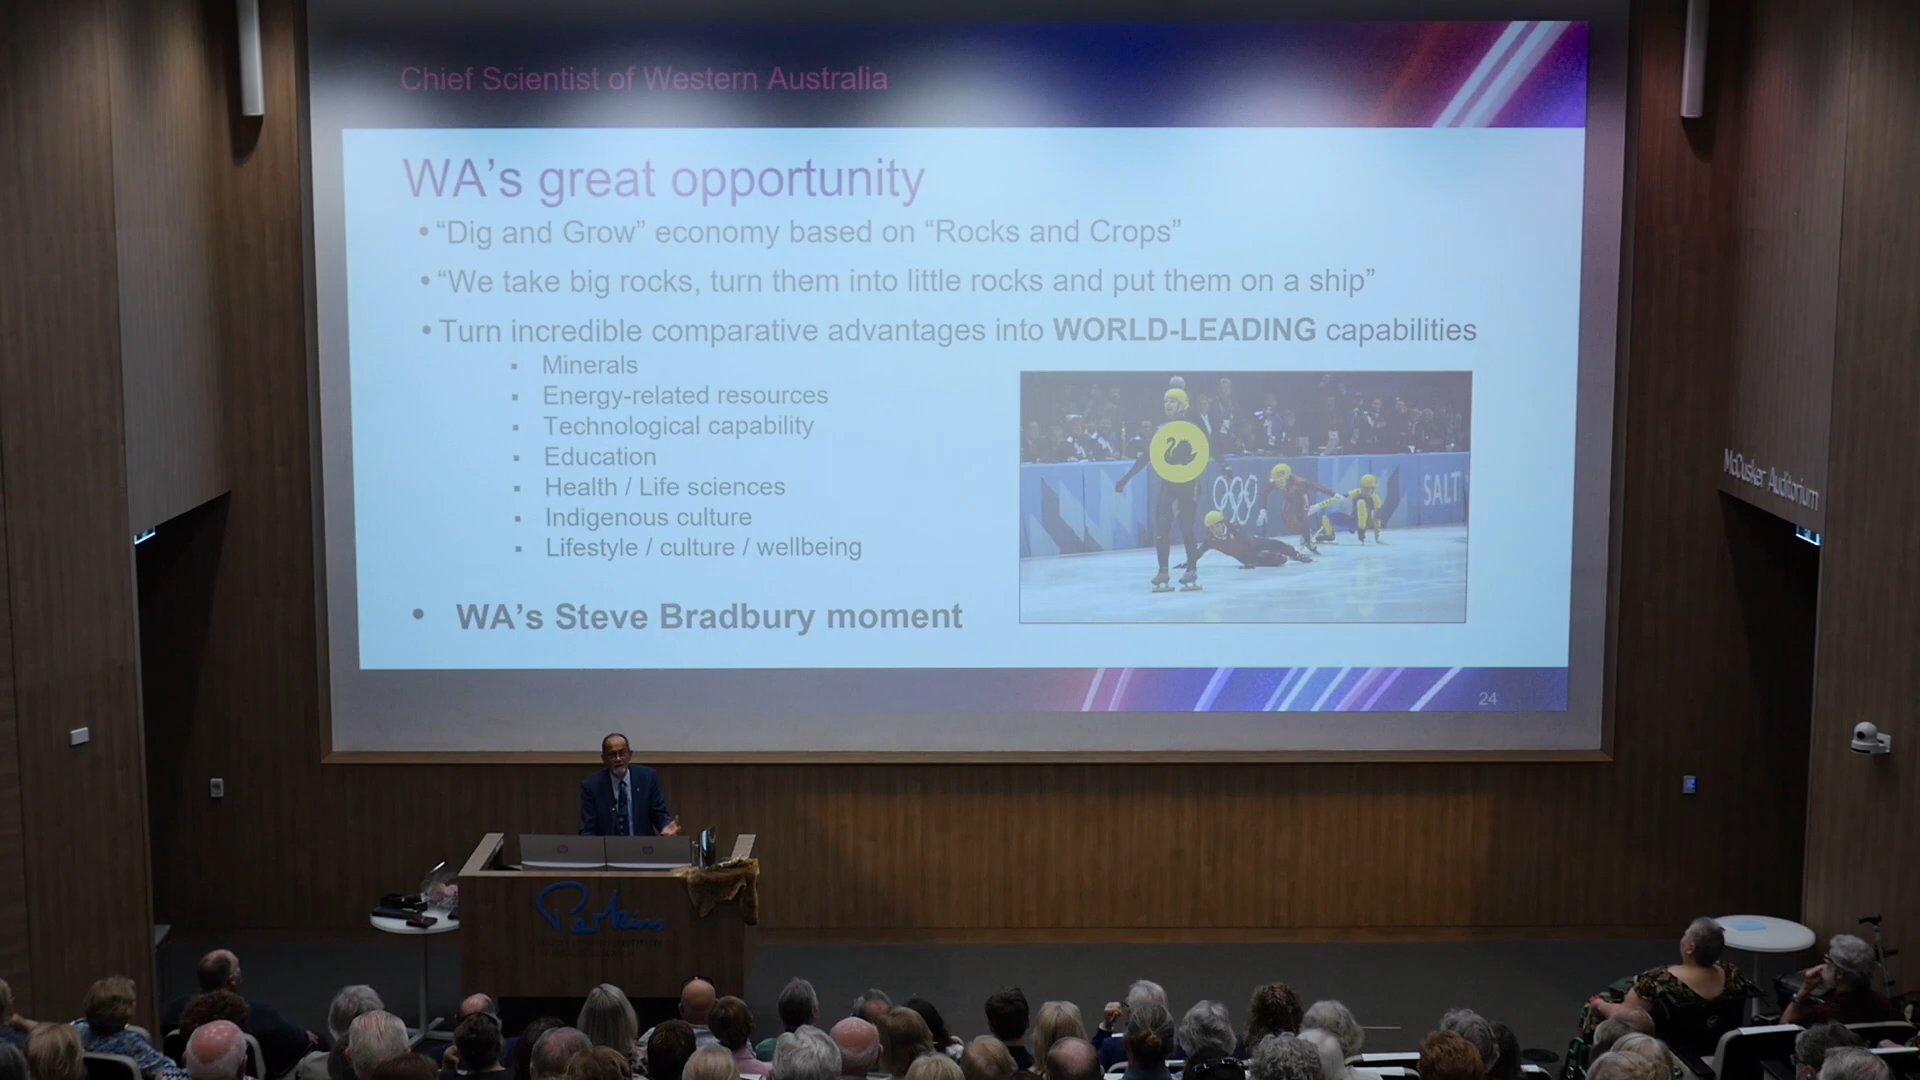 Chief Scientist of Western Australia
WA’s great opportunity
• “Dig and Grow” economy based on “Rocks and Crops”
• “We take big rocks, turn them into little rocks and put them on a ship”
• Turn incredible comparative advantages into WORLD-LEADING capabilities
▪ Minerals
▪ Energy-related resources
▪ Technological capability
▪ Education
▪ Health / Life sciences
▪ Indigenous culture
▪ Lifestyle / culture / wellbeing
SALT
• WA’s Steve Bradbury moment
24
McCusker Auditorium
Perkins